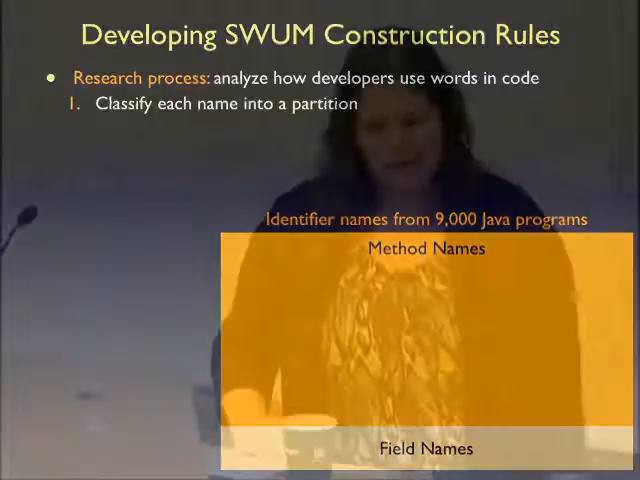 Developing SWUM Construction Rules
● Research process: analyze how developers use words in code
1. Classify each name into a partition
Identifier names from 9,000 Java programs
Method Names
Field Names